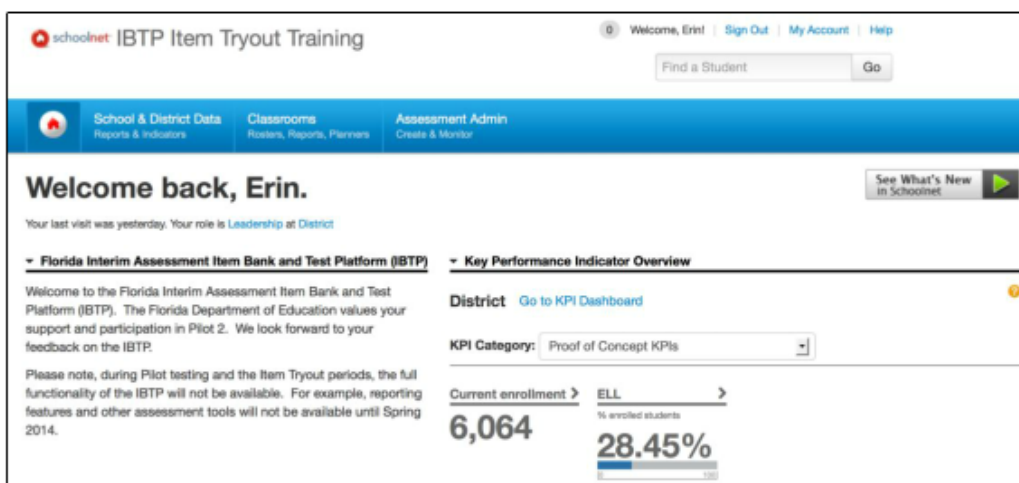 schoolnet IBTP Item Tryout Training
0 Welcome, Erin! | Sign Out | My Account | Help
Find a Student Go
School & District Data
Reports & Indicators
Classrooms
Rosters, Reports, Planners
Assessment Admin
Create & Monitor
Welcome back, Erin.
See What's New
in Schoolnet
Your last visit was yesterday. Your role is Leadership at District
Florida Interim Assessment Item Bank and Test Platform (IBTP)
Welcome to the Florida Interim Assessment Item Bank and Test
Platform (IBTP). The Florida Department of Education values your
support and participation in Pilot 2. We look forward to your
feedback on the IBTP.
Please note, during Pilot testing and the Item Tryout periods, the full
functionality of the IBTP will not be available. For example, reporting
features and other assessment tools will not be available until Spring
2014.
Key Performance Indicator Overview
District Go to KPI Dashboard
?
KPI Category: Proof of Concept KPIs
Current enrollment >
6,064
ELL >
% enrolled students
28.45%
0 100